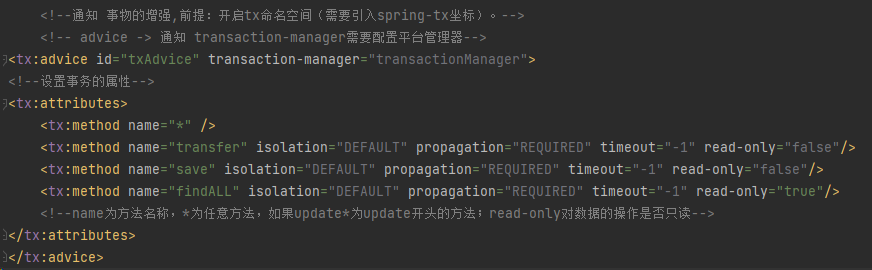 <!--通知 事物的增强,前提：开启tx命名空间（需要引入spring-tx坐标）。-->
<!-- advice -> 通知 transaction-manager需要配置平台管理器-->
<tx:advice id="txAdvice" transaction-manager="transactionManager">
<!--设置事务的属性-->
<tx:attributes>
<tx:method name="*" />
<tx:method name="transfer" isolation="DEFAULT" propagation="REQUIRED" timeout="-1" read-only="false"/>
<tx:method name="save" isolation="DEFAULT" propagation="REQUIRED" timeout="-1" read-only="false"/>
<tx:method name="findALL" isolation="DEFAULT" propagation="REQUIRED" timeout="-1" read-only="true"/>
<!--name为方法名称，*为任意方法，如果update*为update开头的方法；read-only对数据的操作是否只读-->
</tx:attributes>
</tx:advice>